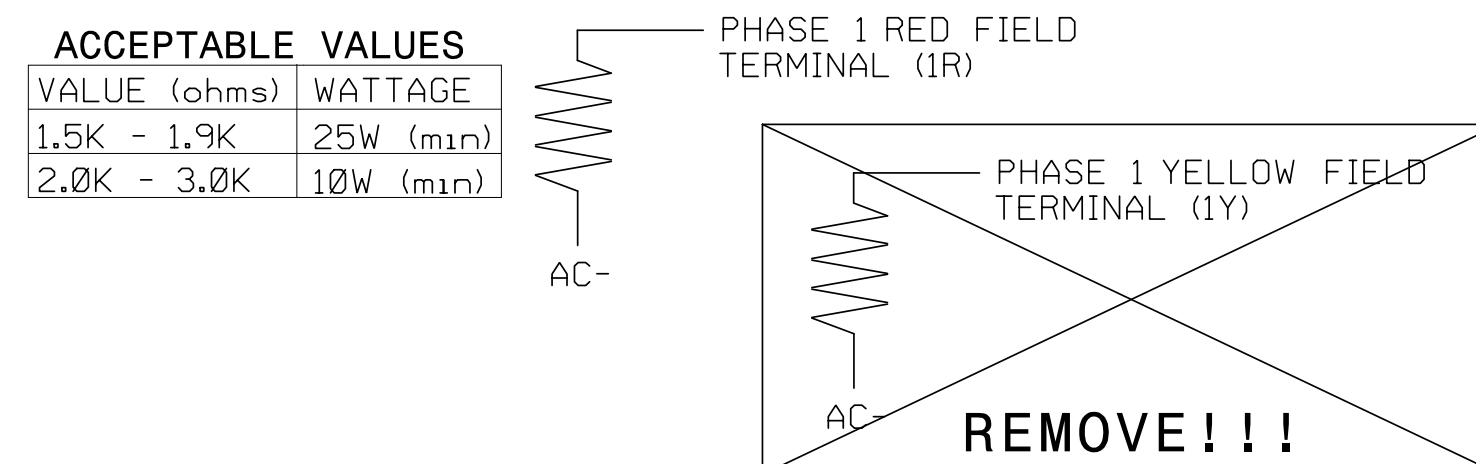 ACCEPTABLE VALUES
VALUE (ohms) WATTAGE
1.5K - 1.9K 25W (min)
2.0K - 3.0K 10W (min)
PHASE 1 RED FIELD
TERMINAL (1R)
AC-
PHASE 1 YELLOW FIELD
TERMINAL (1Y)
AC-
REMOVE!!!